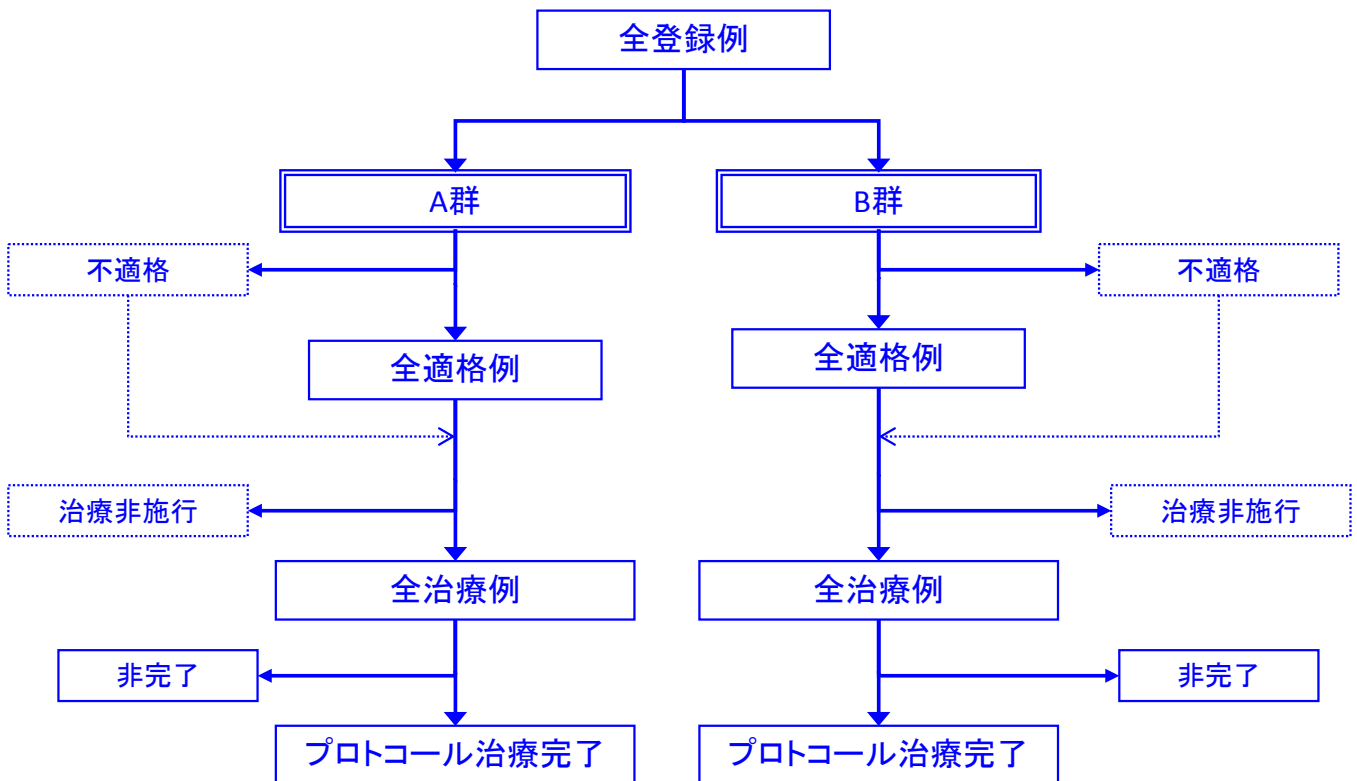 全登録例
A群
B群
不適格
不適格
全適格例
全適格例
治療非施行
治療非施行
全治療例
全治療例
非完了
非完了
プロトコール治療完了
プロトコール治療完了